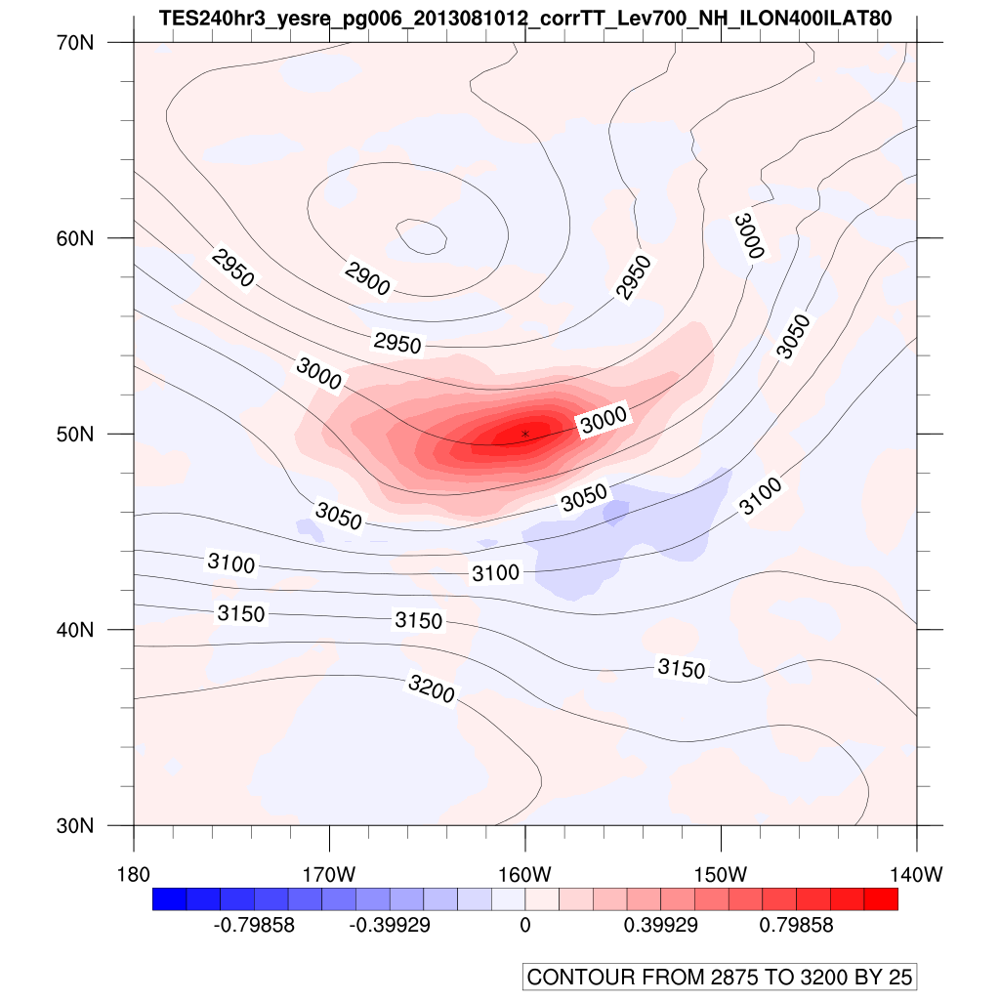 TES240hr3_yesre_pg006_2013081012_corrTT_Lev700_NH_ILON400ILAT80
70N
60N
50N
40N
30N
2950
2900
2950
3000
2950
3000
3050
3000
3050
3050
3100
3100
3100
3150
3150
3150
3200
180 170W 160W 150W 140W
-0.79858 -0.39929 0 0.39929 0.79858
CONTOUR FROM 2875 TO 3200 BY 25